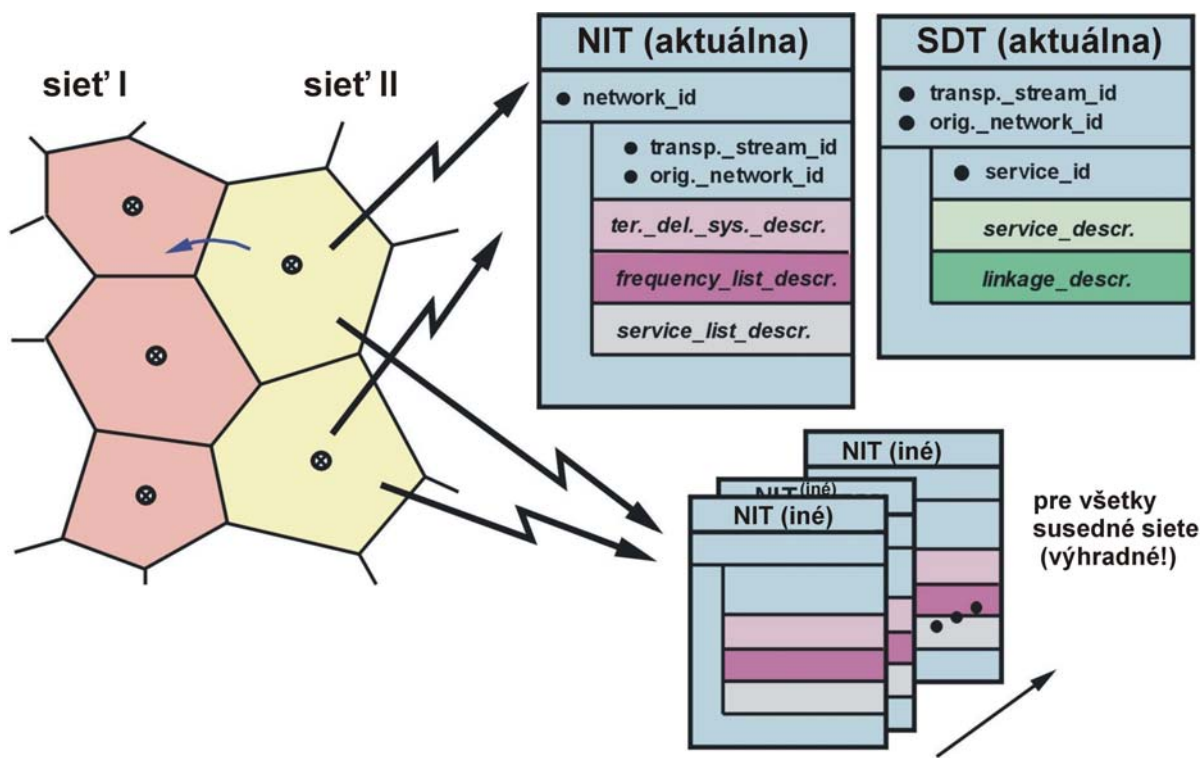 sieť I
sieť II
NIT (aktuálna)
network_id
transp._stream_id
orig._network_id
ter._del._sys._descr.
frequency_list_descr.
service_list_descr.
SDT (aktuálna)
transp._stream_id
orig._network_id
service_id
service_descr.
linkage_descr.
NIT (iné)
NIT (iné)
NIT (iné)
pre všetky
susedné siete
(výhradné!)